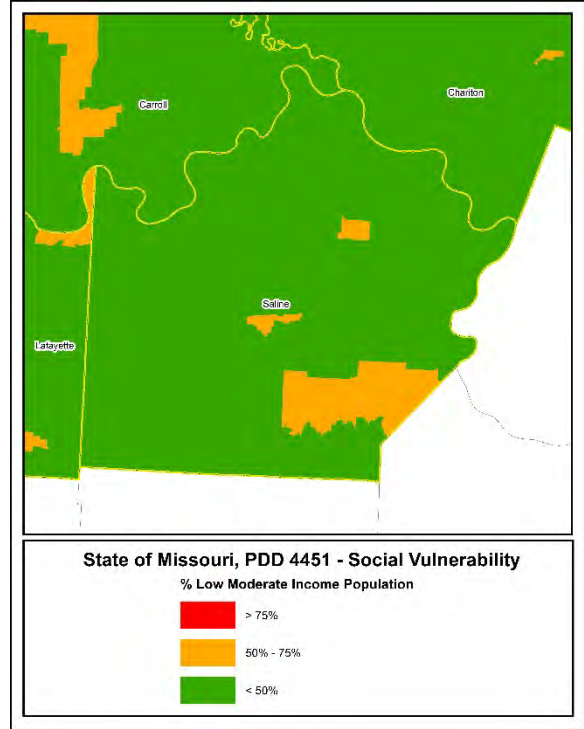 Carroll
Chariton
Saline
Lafayette
State of Missouri, PDD 4451 - Social Vulnerability
% Low Moderate Income Population
> 75%
50% - 75%
< 50%